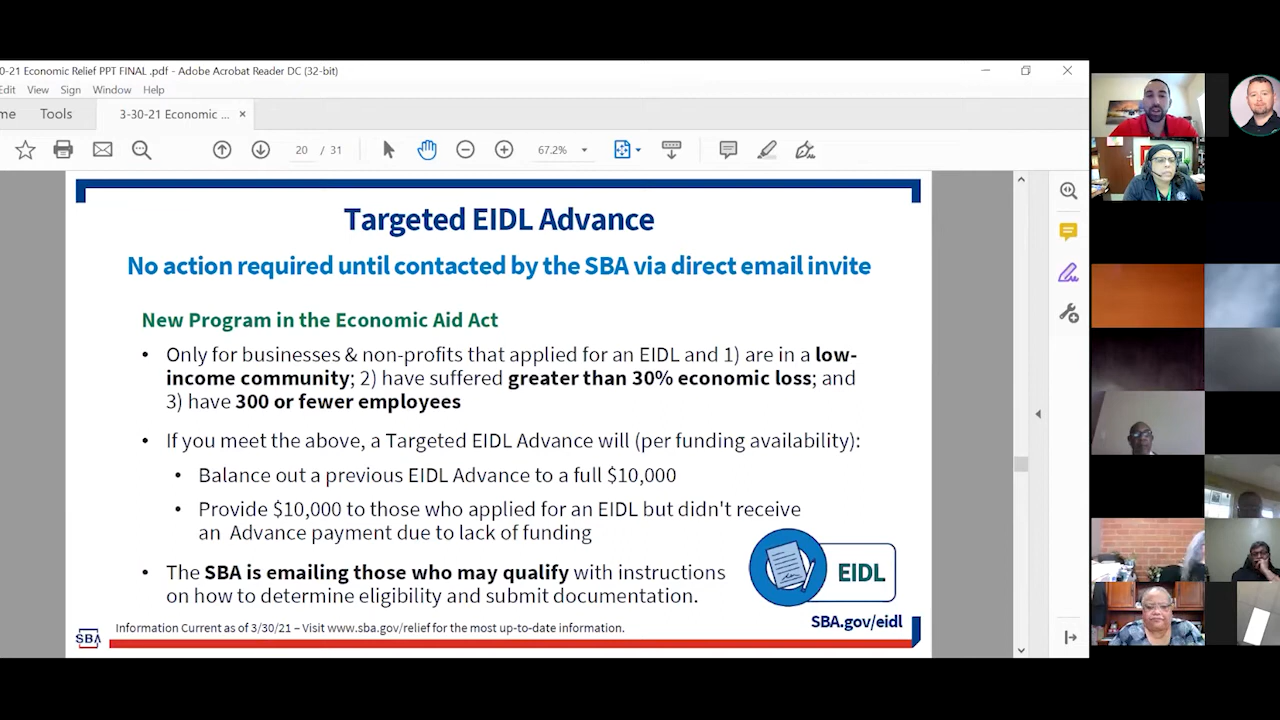 0-21 Economic Relief PPT FINAL .pdf - Adobe Acrobat Reader DC (32-bit)
Edit View Sign Window Help
me Tools 3-30-21 Economic ... ×
20 / 31 67.2%
Targeted EIDL Advance
No action required until contacted by the SBA via direct email invite
New Program in the Economic Aid Act
• Only for businesses & non-profits that applied for an EIDL and 1) are in a low-
income community; 2) have suffered greater than 30% economic loss; and
3) have 300 or fewer employees
• If you meet the above, a Targeted EIDL Advance will (per funding availability):
• Balance out a previous EIDL Advance to a full $10,000
• Provide $10,000 to those who applied for an EIDL but didn't receive
an Advance payment due to lack of funding
• The SBA is emailing those who may qualify with instructions
on how to determine eligibility and submit documentation.
EIDL
SBA.gov/eidl
SBA
Information Current as of 3/30/21 – Visit www.sba.gov/relief for the most up-to-date information.